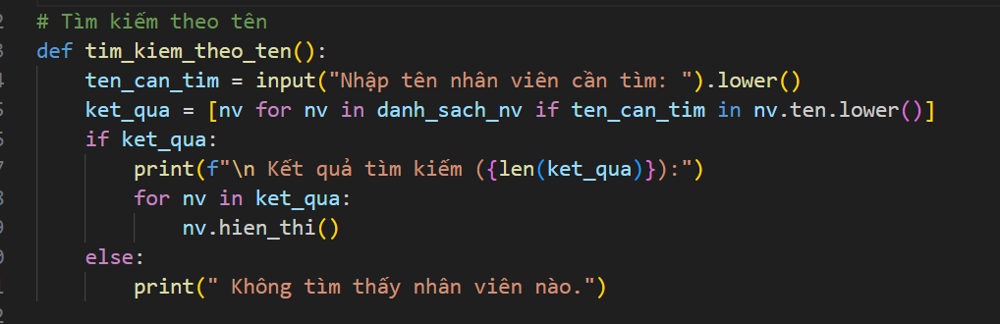 # Tìm kiếm theo tên
def tim_kiem_theo_ten():
    ten_can_tim = input("Nhập tên nhân viên cần tìm: ").lower()
    ket_qua = [nv for nv in danh_sach_nv if ten_can_tim in nv.ten.lower()]
    if ket_qua:
        print(f"\n Kết quả tìm kiếm ({len(ket_qua)}):")
        for nv in ket_qua:
            nv.hien_thi()
    else:
        print(" Không tìm thấy nhân viên nào.")